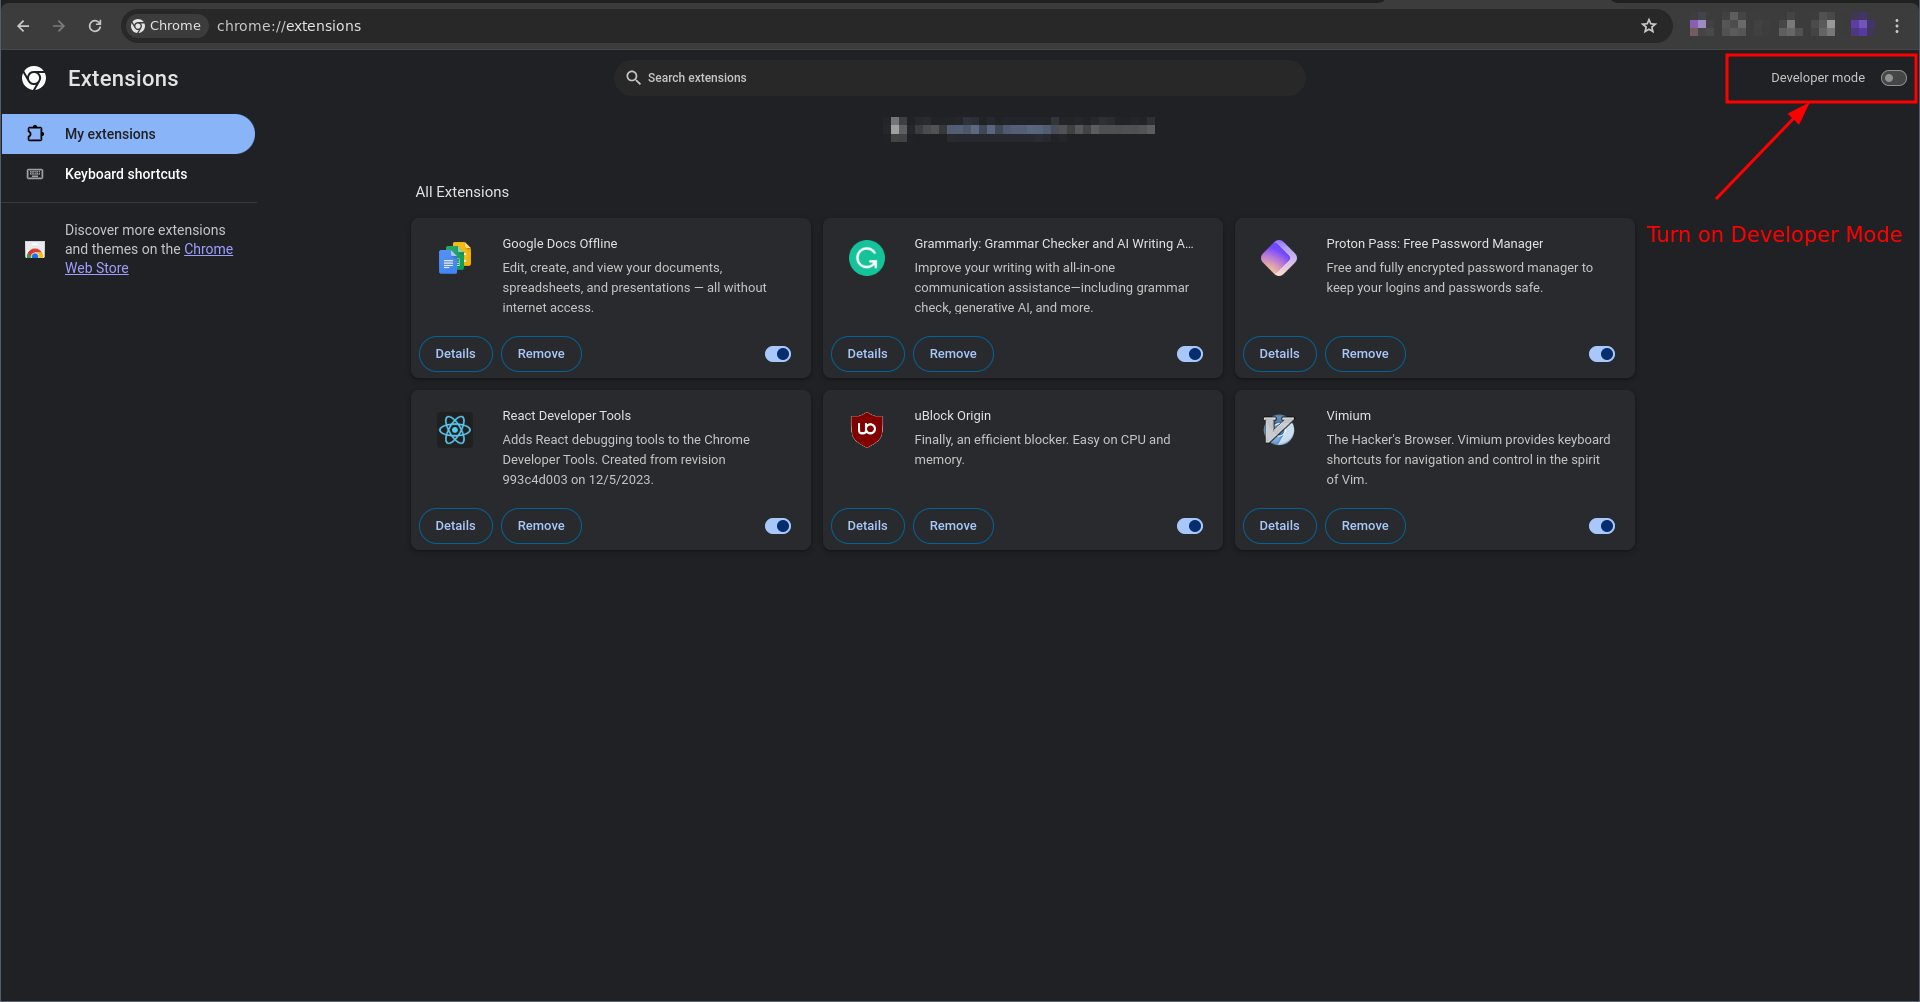 Chrome
chrome://extensions
Extensions
Search extensions
Developer mode
My extensions
Keyboard shortcuts
Discover more extensions
and themes on the Chrome
Web Store
Turn on Developer Mode
All Extensions
Google Docs Offline
Edit, create, and view your documents,
spreadsheets, and presentations — all without
internet access.
Details
Remove
Grammarly: Grammar Checker and AI Writing A...
Improve your writing with all-in-one
communication assistance—including grammar
check, generative AI, and more.
Details
Remove
Proton Pass: Free Password Manager
Free and fully encrypted password manager to
keep your logins and passwords safe.
Details
Remove
React Developer Tools
Adds React debugging tools to the Chrome
Developer Tools. Created from revision
993c4d003 on 12/5/2023.
Details
Remove
uBlock Origin
Finally, an efficient blocker. Easy on CPU and
memory.
Details
Remove
Vimium
The Hacker's Browser. Vimium provides keyboard
shortcuts for navigation and control in the spirit
of Vim.
Details
Remove